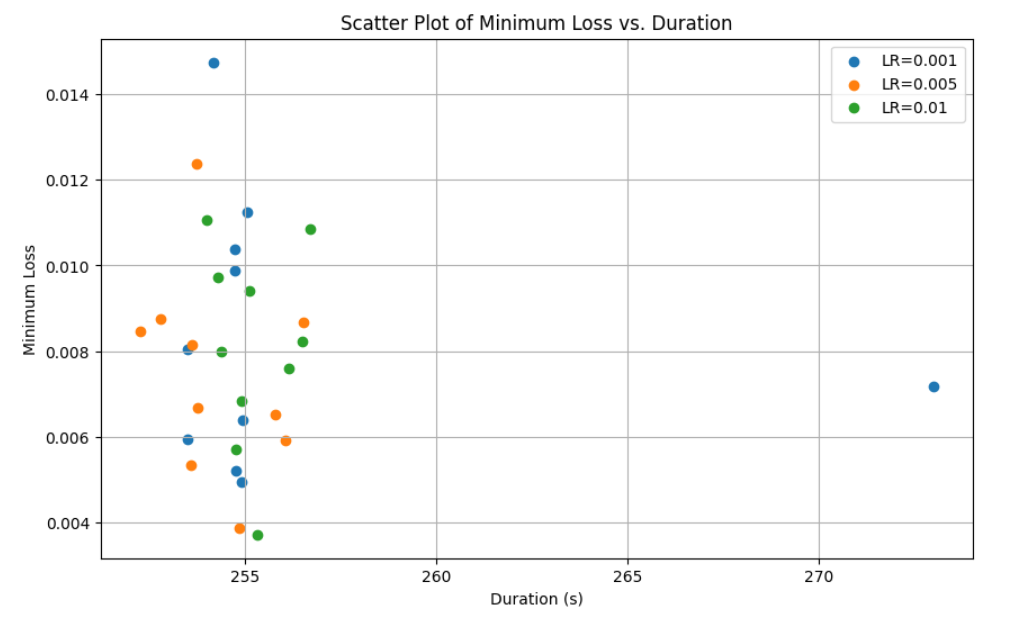 Scatter Plot of Minimum Loss vs. Duration
LR=0.001
LR=0.005
LR=0.01
Minimum Loss
0.014
0.012
0.010
0.008
0.006
0.004
255
260
265
270
Duration (s)